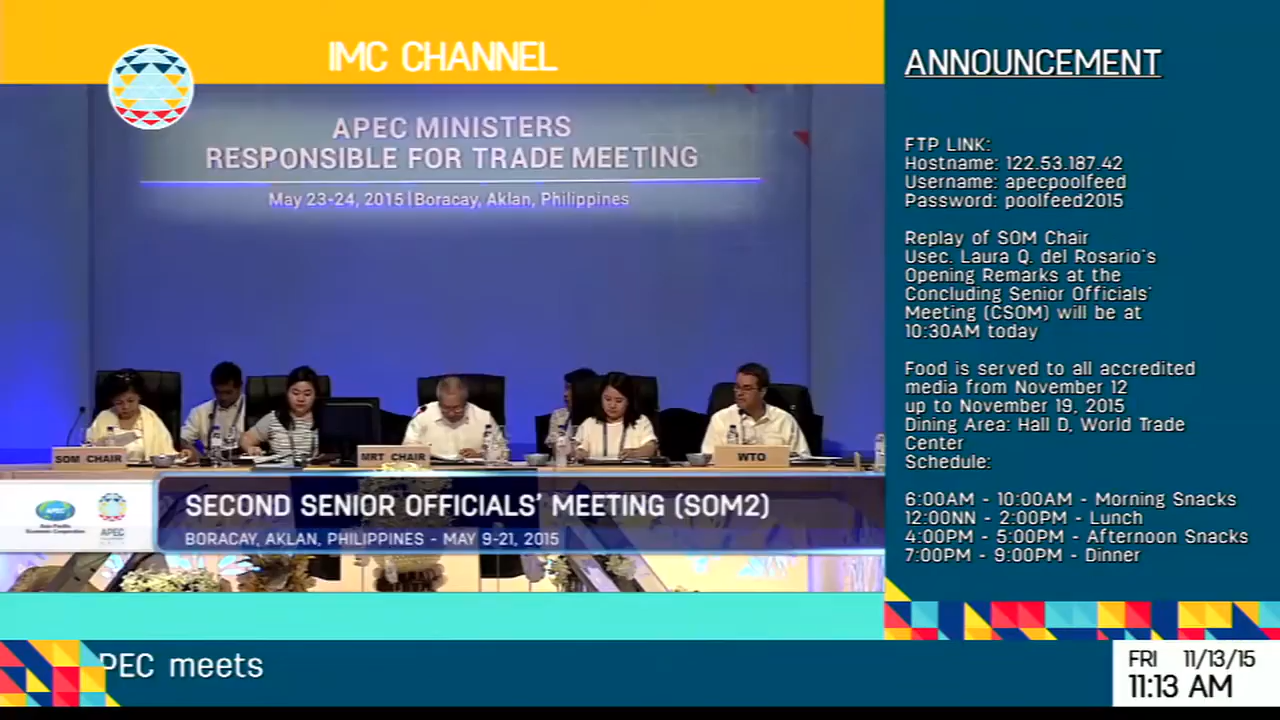 IMC CHANNEL
APEC MINISTERS
RESPONSIBLE FOR TRADE MEETING
May 23-24, 2015 | Boracay, Aklan, Philippines
SOM CHAIR
MRT CHAIR
WTO
APEC
Asia-Pacific
Economic Cooperation
APEC
SECOND SENIOR OFFICIALS' MEETING (SOM2)
BORACAY, AKLAN, PHILIPPINES - MAY 9-21, 2015
PEC meets
ANNOUNCEMENT
FTP LINK:
Hostname: 122.53.187.42
Username: apecpoolfeed
Password: poolfeed2015
Replay of SOM Chair
Usec. Laura Q. del Rosario's
Opening Remarks at the
Concluding Senior Officials'
Meeting (CSOM) will be at
10:30AM today
Food is served to all accredited
media from November 12
up to November 19, 2015
Dining Area: Hall D, World Trade
Center
Schedule:
6:00AM - 10:00AM - Morning Snacks
12:00NN - 2:00PM - Lunch
4:00PM - 5:00PM - Afternoon Snacks
7:00PM - 9:00PM - Dinner
FRI 11/13/15
11:13 AM